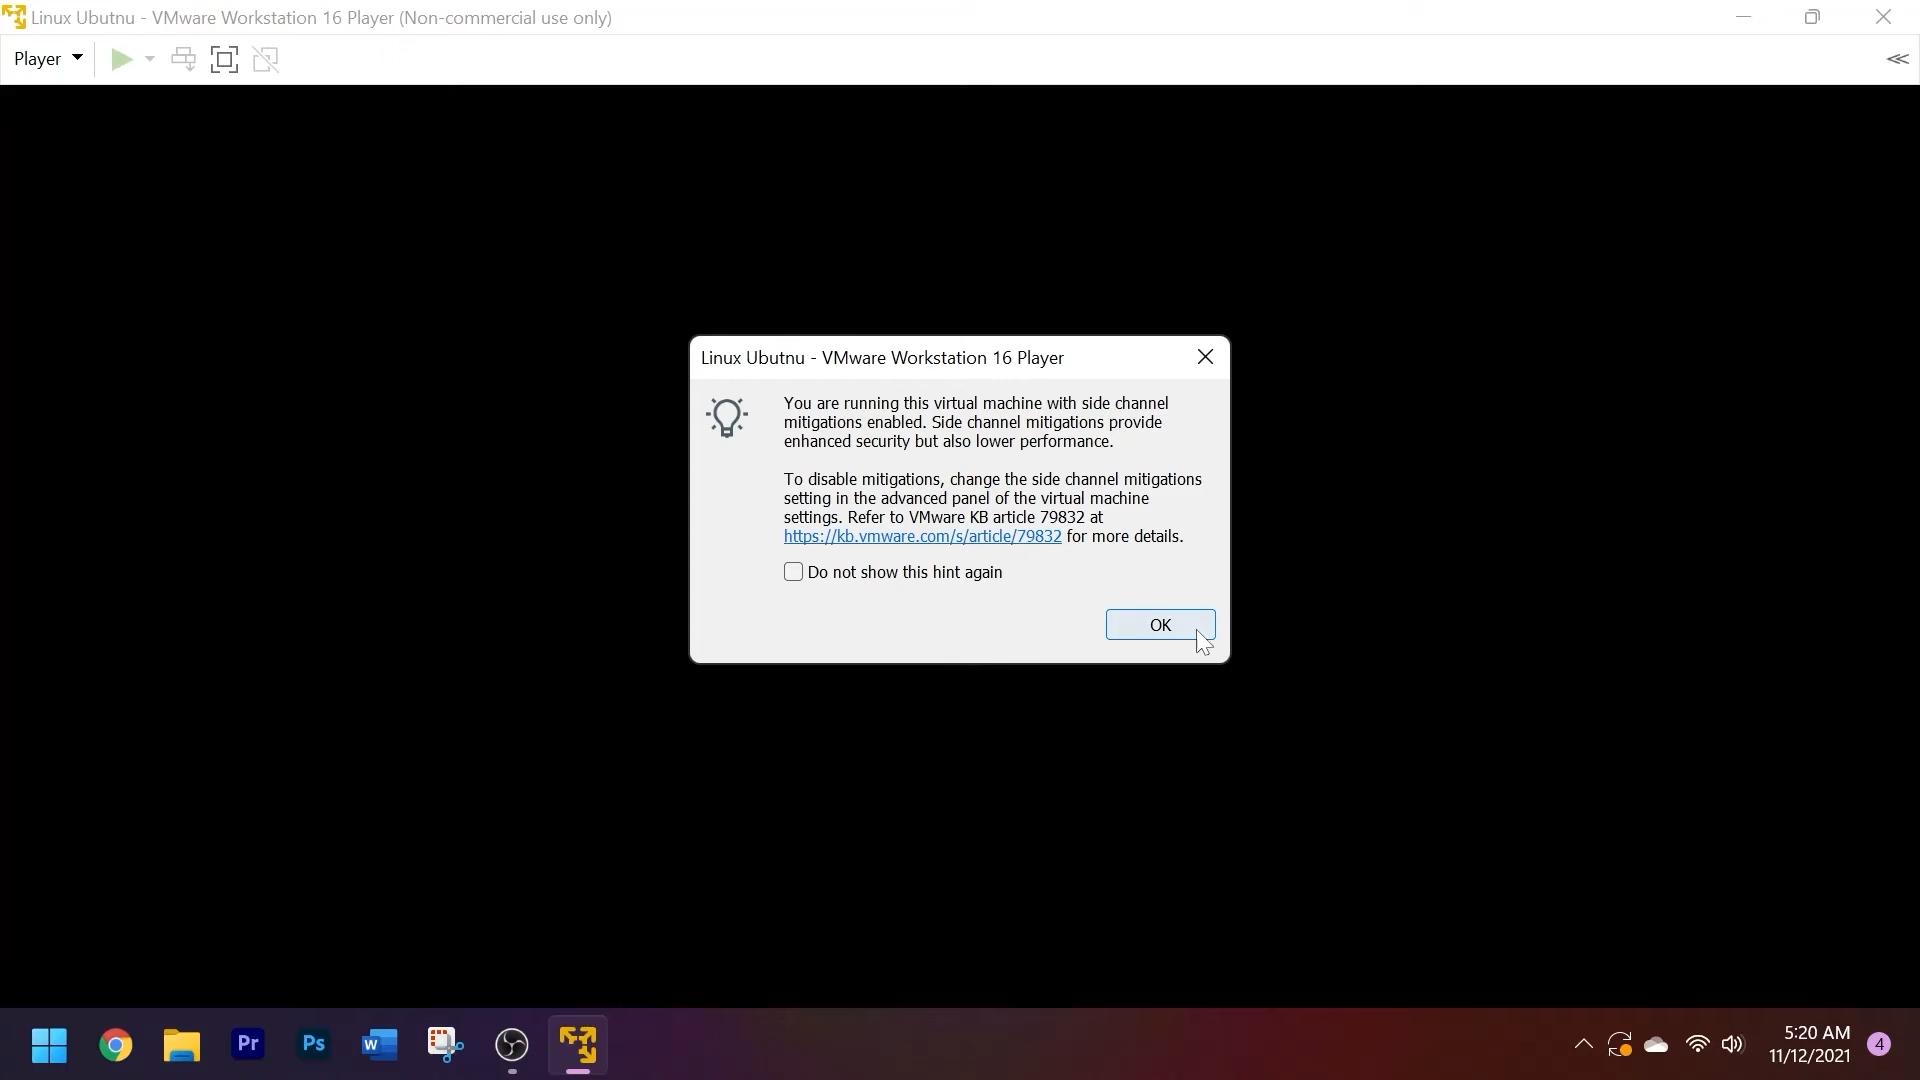 Linux Ubutnu - VMware Workstation 16 Player (Non-commercial use only)
Player
Linux Ubutnu - VMware Workstation 16 Player
You are running this virtual machine with side channel
mitigations enabled. Side channel mitigations provide
enhanced security but also lower performance.
To disable mitigations, change the side channel mitigations
setting in the advanced panel of the virtual machine
settings. Refer to VMware KB article 79832 at
https://kb.vmware.com/s/article/79832 for more details.
Do not show this hint again
OK
Pr
Ps
W
5:20 AM
11/12/2021
4